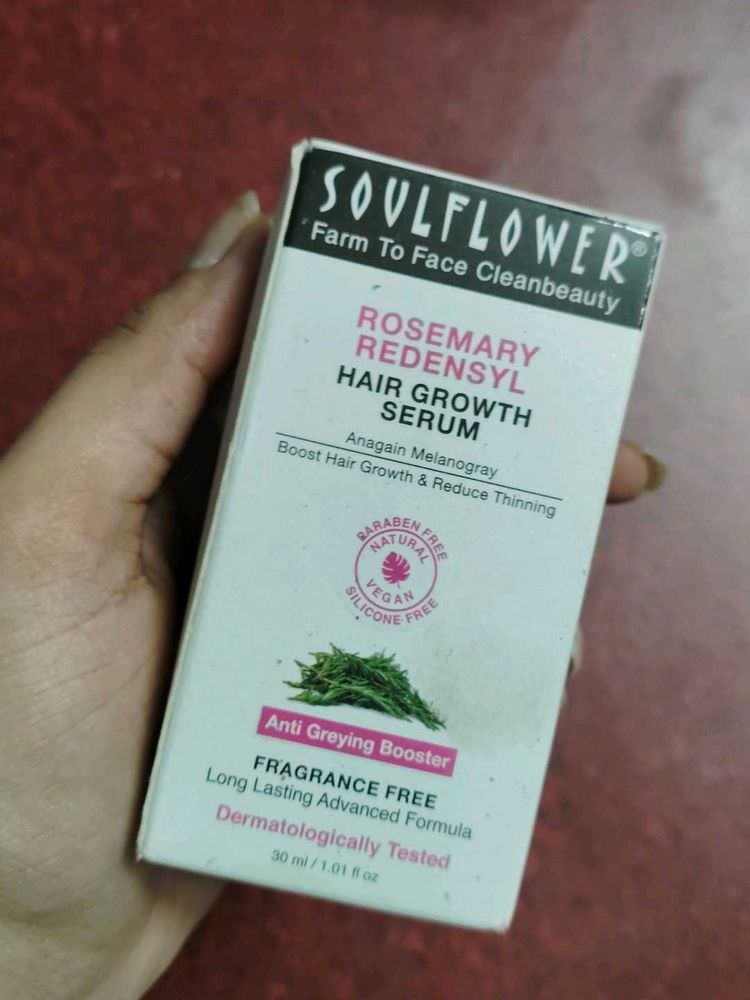 SOULFLOWER®
Farm To Face Cleanbeauty
ROSEMARY
REDENSYL
HAIR GROWTH
SERUM
Anagain Melanogray
Boost Hair Growth & Reduce Thinning
PARABEN FREE
NATURAL
VEGAN
SILICONE FREE
Anti Greying Booster
FRAGRANCE FREE
Long Lasting Advanced Formula
Dermatologically Tested
30 ml / 1.01 fl oz